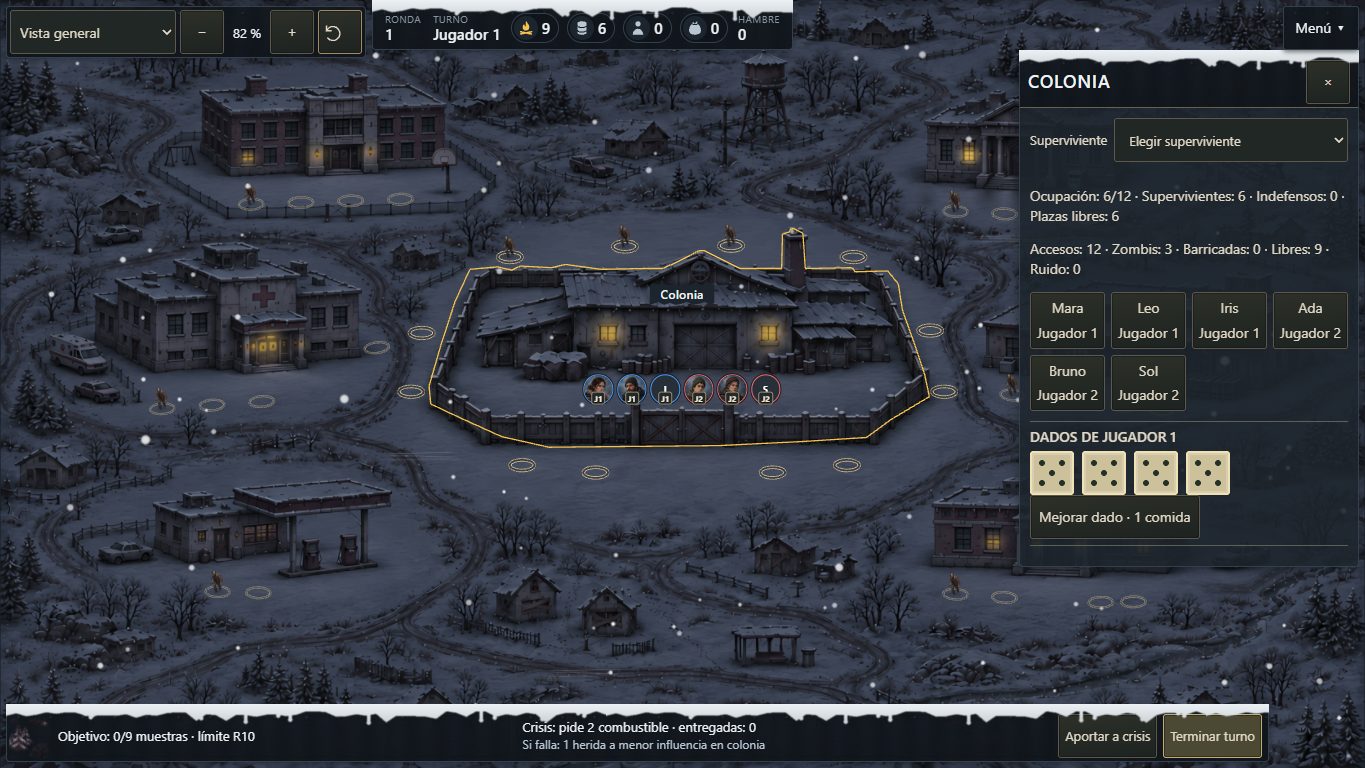 Vista general
−
82 %
+
RONDA
1
TURNO
Jugador 1
9
6
0
0
HAMBRE
0
Menú ▾
COLONIA
×
Superviviente
Elegir superviviente
Ocupación: 6/12 · Supervivientes: 6 · Indefensos: 0 ·
Plazas libres: 6
Accesos: 12 · Zombis: 3 · Barricadas: 0 · Libres: 9 ·
Ruido: 0
Mara
Jugador 1
Leo
Jugador 1
Iris
Jugador 1
Ada
Jugador 2
Bruno
Jugador 2
Sol
Jugador 2
DADOS DE JUGADOR 1
Mejorar dado · 1 comida
Colonia
J1
J1
I
J1
J2
J2
S
J2
Objetivo: 0/9 muestras · límite R10
Crisis: pide 2 combustible · entregadas: 0
Si falla: 1 herida a menor influencia en colonia
Aportar a crisis
Terminar turno